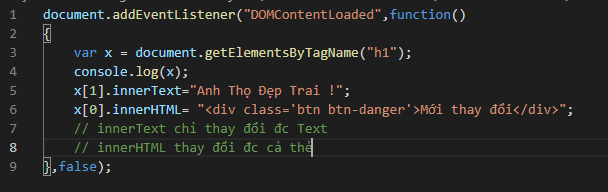 1 document.addEventListener("DOMContentLoaded",function()
2 {
3 var x = document.getElementsByTagName("h1");
4 console.log(x);
5 x[1].innerText="Anh Thọ Đẹp Trai !";
6 x[0].innerHTML= "<div class='btn btn-danger'>Mới thay đổi</div>";
7 // innerText chỉ thay đổi đc Text
8 // innerHTML thay đổi đc cả thẻ
9 },false);